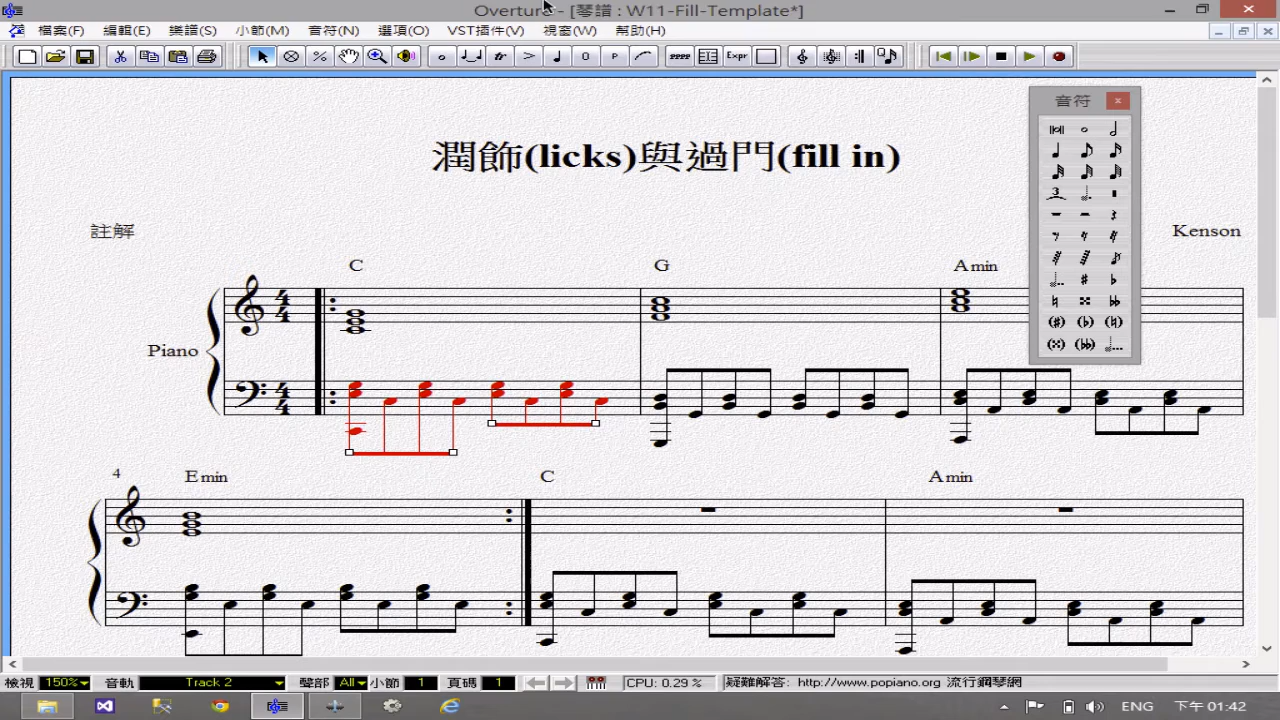 Overture - [琴譜 : W11-Fill-Template*]
檔案(F) 編輯(E) 樂譜(S) 小節(M) 音符(N) 選項(O) VST插件(V) 視窗(W) 幫助(H)
Expr
音符
潤飾(licks)與過門(fill in)
註解
Kenson
C G Amin
Piano
4 Emin C Amin
檢視 150% 音軌 Track 2 聲部 All 小節 1 頁碼 1 CPU: 0.29 % 疑難解答: http://www.popiano.org 流行鋼琴網
ENG 下午 01:42